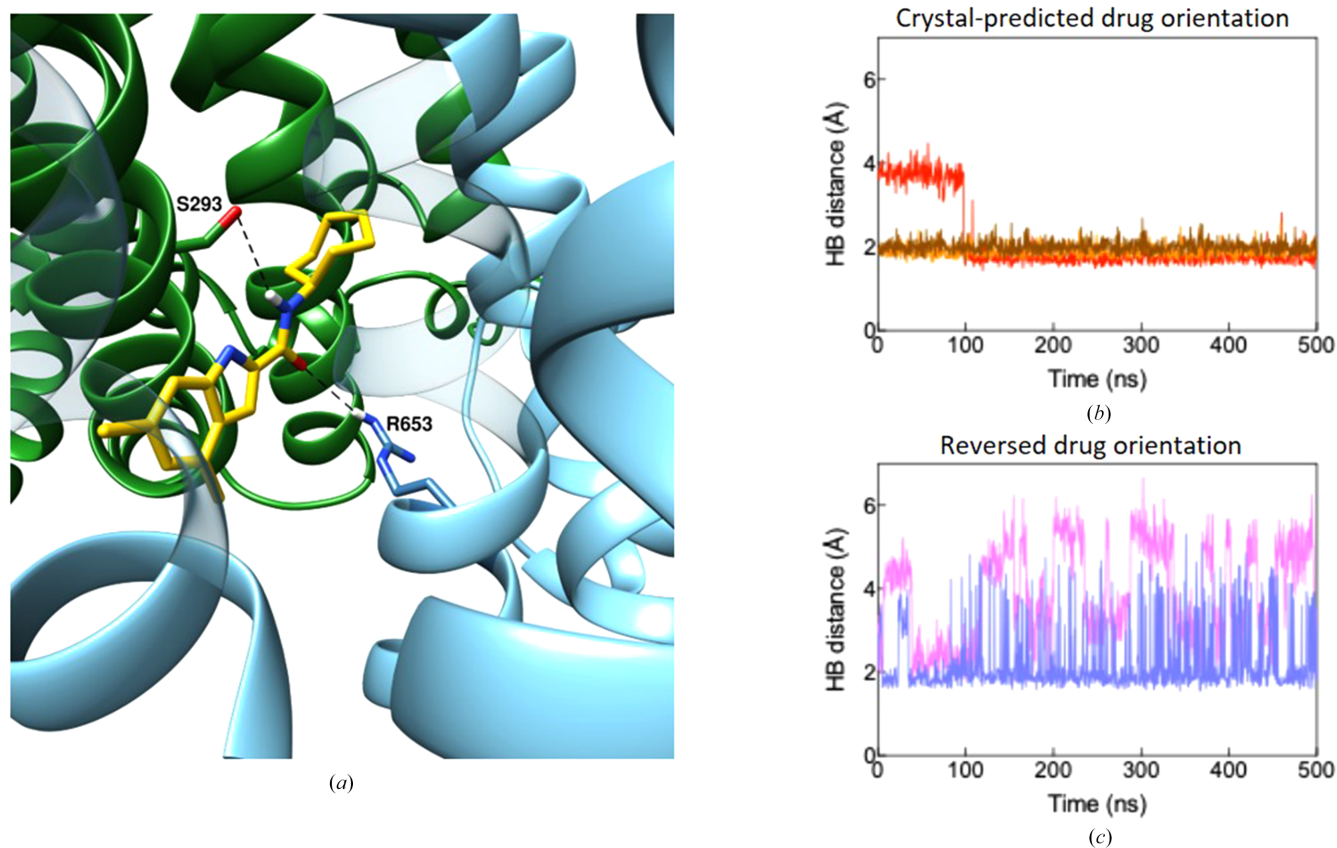 S293
R653
(a)
Crystal-predicted drug orientation
HB distance (Å)
6
4
2
0
0 100 200 300 400 500
Time (ns)
(b)
Reversed drug orientation
HB distance (Å)
6
4
2
0
0 100 200 300 400 500
Time (ns)
(c)